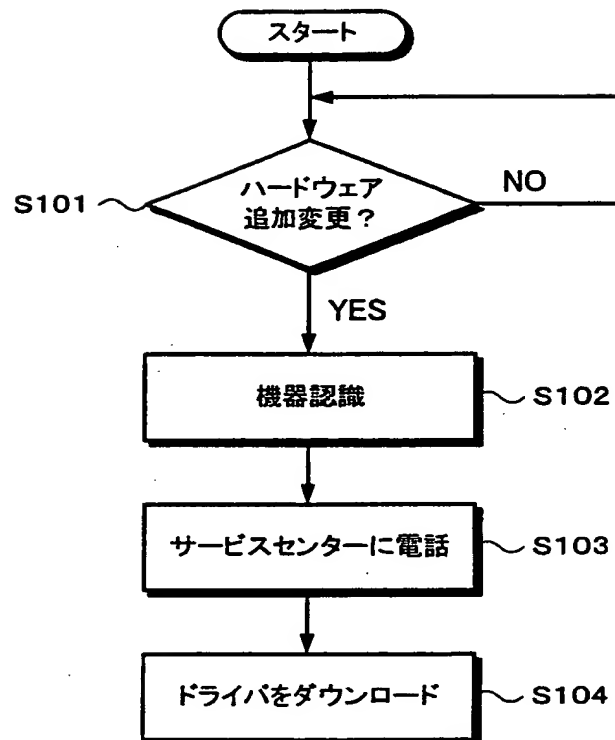 スタート
S101
ハードウェア
追加変更？
NO
YES
機器認識
S102
サービスセンターに電話
S103
ドライバをダウンロード
S104